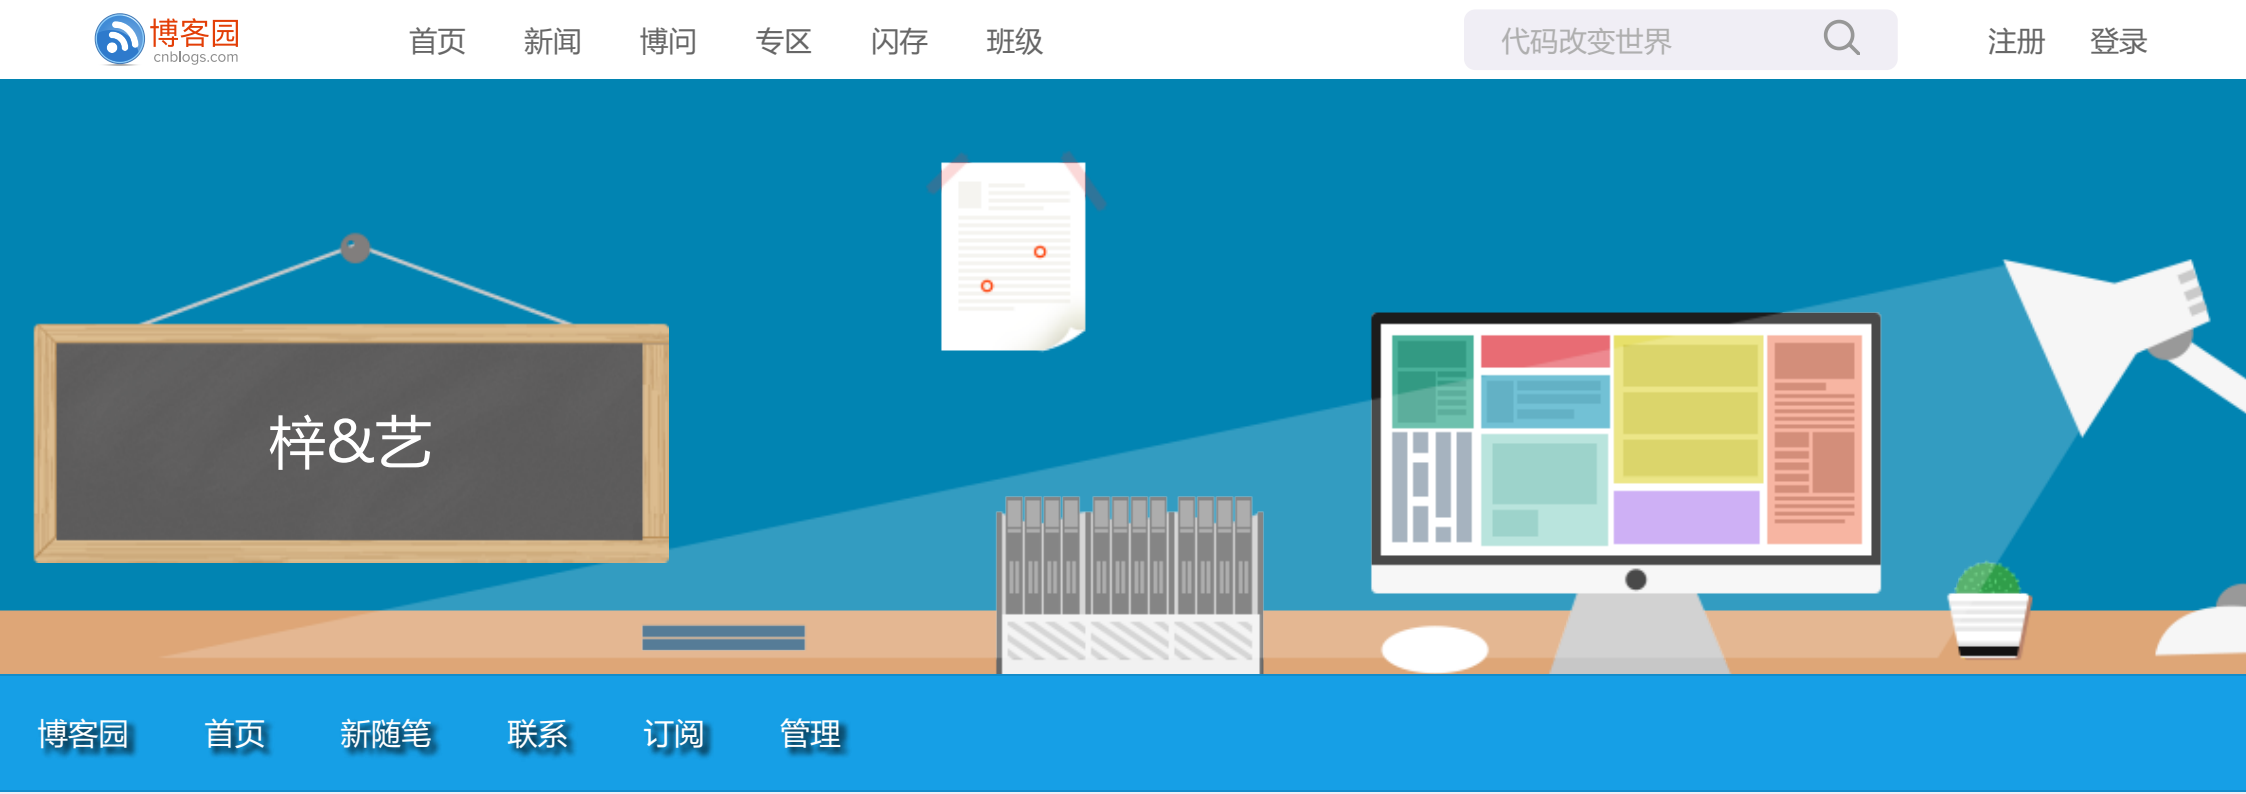 博客园 cnblogs.com 首页 新闻 博问 专区 闪存 班级 代码改变世界 注册 登录
梓&艺
博客园 首页 新随笔 联系 订阅 管理